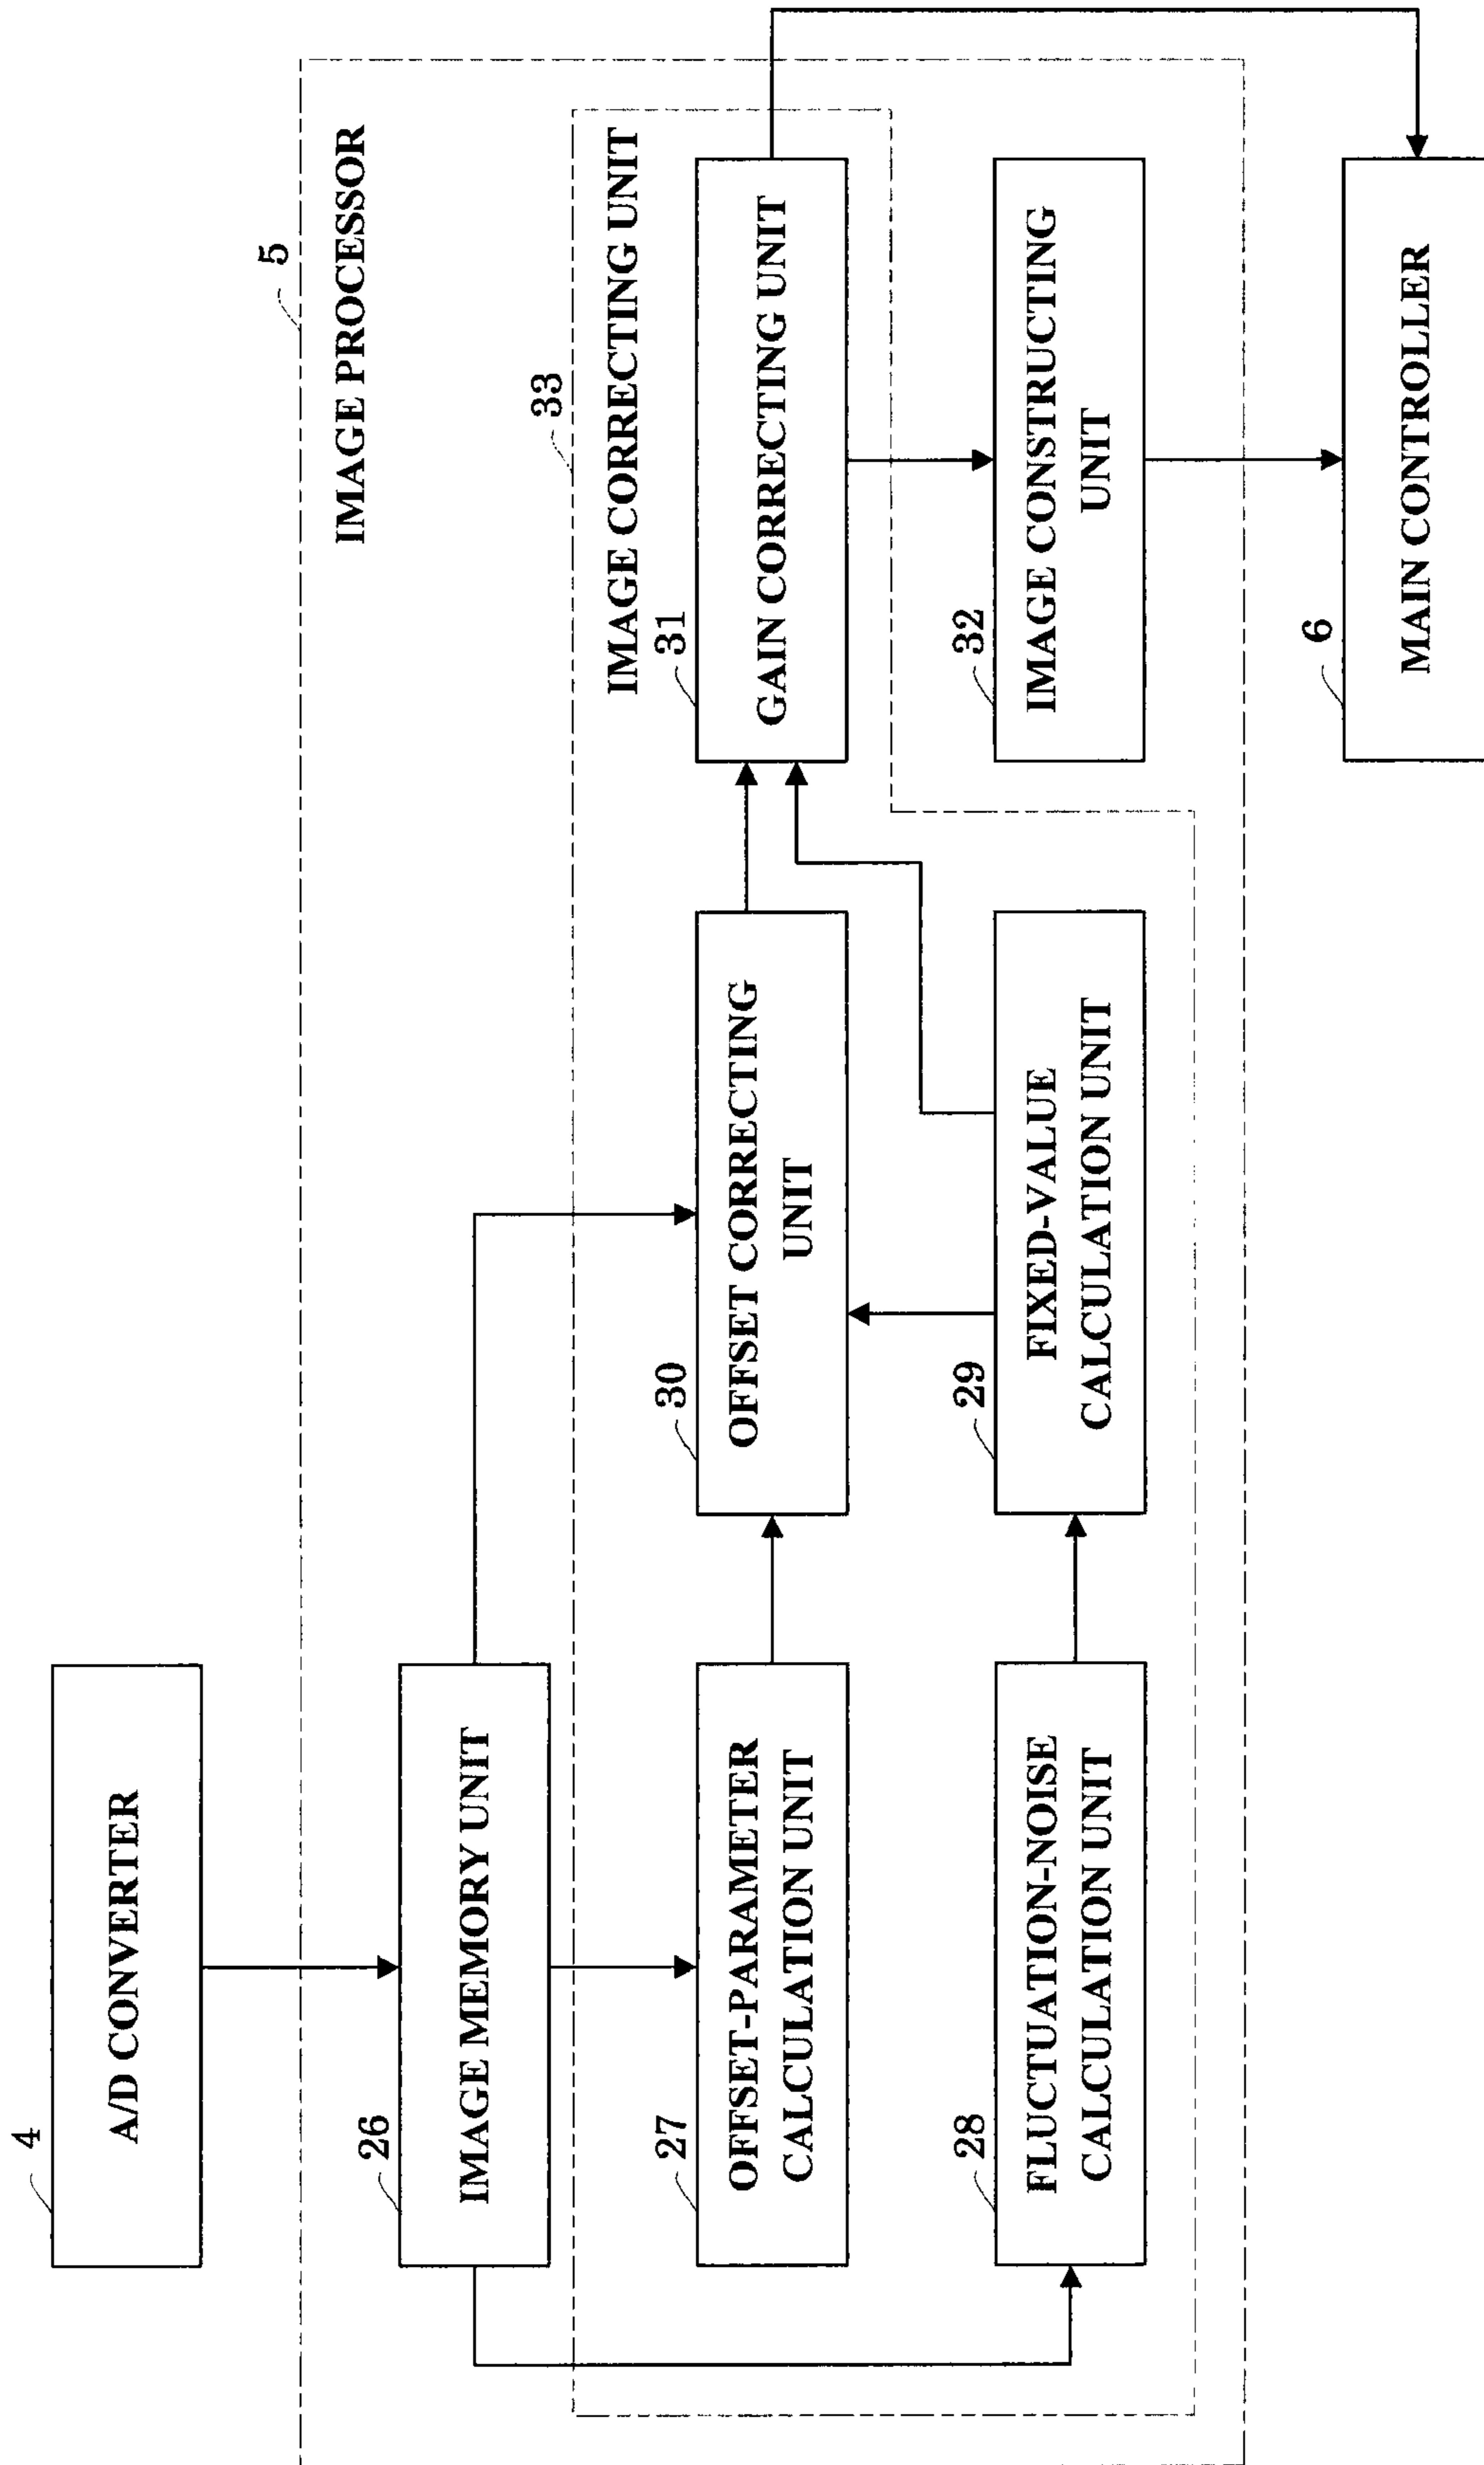 4
A/D CONVERTER
5
IMAGE PROCESSOR
26
IMAGE MEMORY UNIT
33
IMAGE CORRECTING UNIT
27
OFFSET-PARAMETER
CALCULATION UNIT
30
OFFSET CORRECTING
UNIT
31
GAIN CORRECTING UNIT
28
FLUCTUATION-NOISE
CALCULATION UNIT
29
FIXED-VALUE
CALCULATION UNIT
32
IMAGE CONSTRUCTING
UNIT
6
MAIN CONTROLLER